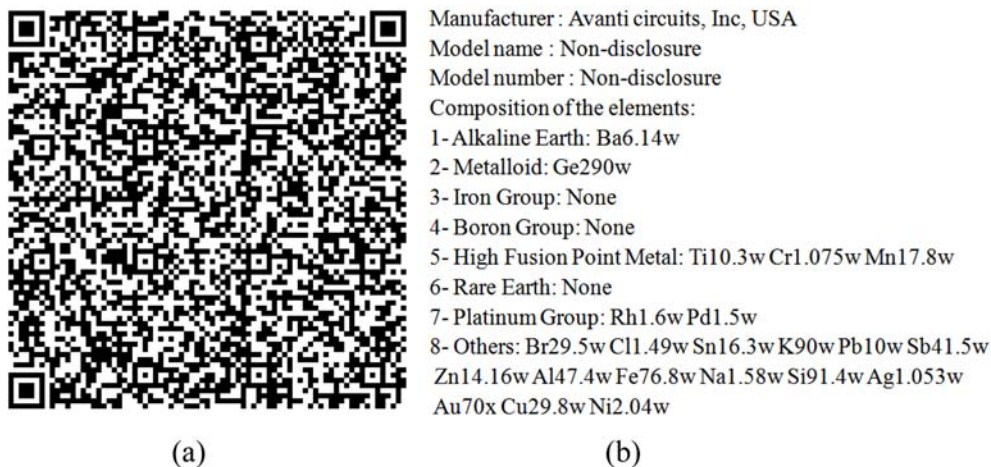 Manufacturer : Avanti circuits, Inc, USA
Model name : Non-disclosure
Model number : Non-disclosure
Composition of the elements:
1- Alkaline Earth: Ba6.14w
2- Metalloid: Ge290w
3- Iron Group: None
4- Boron Group: None
5- High Fusion Point Metal: Ti10.3w Cr1.075w Mn17.8w
6- Rare Earth: None
7- Platinum Group: Rh1.6w Pd1.5w
8- Others: Br29.5w Cl1.49w Sn16.3w K90w Pb10w Sb41.5w
Zn14.16w Al47.4w Fe76.8w Na1.58w Si91.4w Ag1.053w
Au70x Cu29.8w Ni2.04w
(a)
(b)